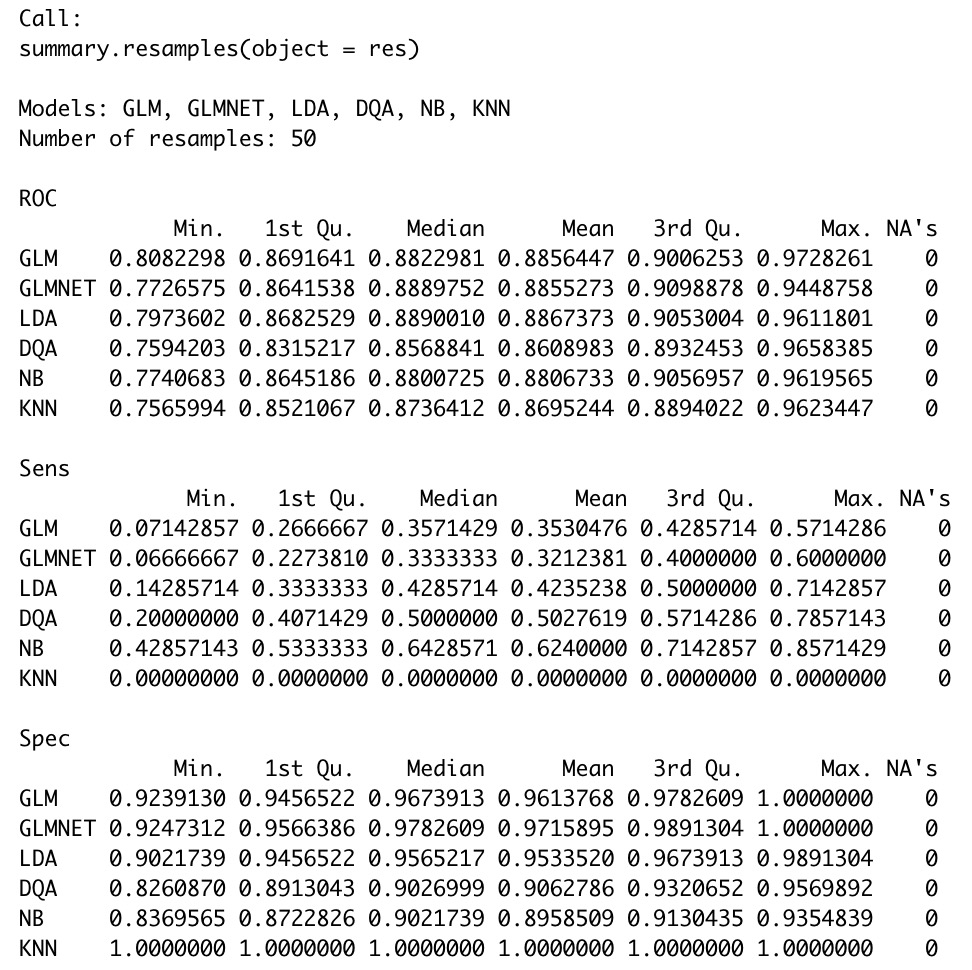 Call:
summary.resamples(object = res)

Models: GLM, GLMNET, LDA, DQA, NB, KNN
Number of resamples: 50

ROC
            Min.   1st Qu.    Median      Mean   3rd Qu.      Max. NA's
GLM    0.8082298 0.8691641 0.8822981 0.8856447 0.9006253 0.9728261    0
GLMNET 0.7726575 0.8641538 0.8889752 0.8855273 0.9098878 0.9448758    0
LDA    0.7973602 0.8682529 0.8890010 0.8867373 0.9053004 0.9611801    0
DQA    0.7594203 0.8315217 0.8568841 0.8608983 0.8932453 0.9658385    0
NB     0.7740683 0.8645186 0.8800725 0.8806733 0.9056957 0.9619565    0
KNN    0.7565994 0.8521067 0.8736412 0.8695244 0.8894022 0.9623447    0

Sens
             Min.   1st Qu.    Median      Mean   3rd Qu.      Max. NA's
GLM    0.07142857 0.2666667 0.3571429 0.3530476 0.4285714 0.5714286    0
GLMNET 0.06666667 0.2273810 0.3333333 0.3212381 0.4000000 0.6000000    0
LDA    0.14285714 0.3333333 0.4285714 0.4235238 0.5000000 0.7142857    0
DQA    0.20000000 0.4071429 0.5000000 0.5027619 0.5714286 0.7857143    0
NB     0.42857143 0.5333333 0.6428571 0.6240000 0.7142857 0.8571429    0
KNN    0.00000000 0.0000000 0.0000000 0.0000000 0.0000000 0.0000000    0

Spec
            Min.   1st Qu.    Median      Mean   3rd Qu.      Max. NA's
GLM    0.9239130 0.9456522 0.9673913 0.9613768 0.9782609 1.0000000    0
GLMNET 0.9247312 0.9566386 0.9782609 0.9715895 0.9891304 1.0000000    0
LDA    0.9021739 0.9456522 0.9565217 0.9533520 0.9673913 0.9891304    0
DQA    0.8260870 0.8913043 0.9026999 0.9062786 0.9320652 0.9569892    0
NB     0.8369565 0.8722826 0.9021739 0.8958509 0.9130435 0.9354839    0
KNN    1.0000000 1.0000000 1.0000000 1.0000000 1.0000000 1.0000000    0